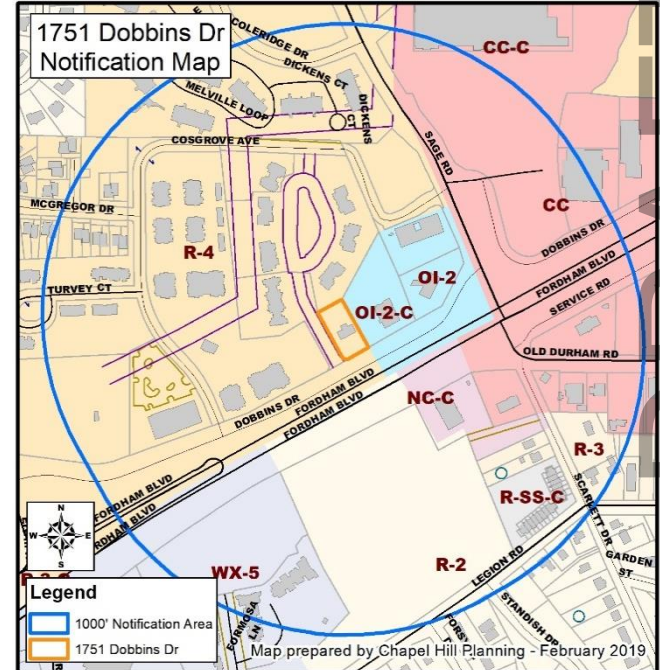 1751 Dobbins Dr
Notification Map
COLERIDGE DR
DICKENS CT
MELVILLE LOOP
DICKENS
CT
CC-C
COSGROVE AVE
SAGE RD
MCGREGOR DR
CC
DOBBINS DR
R-4
FORDHAM BLVD
OI-2
SERVICE RD
TURVEY CT
OI-2-C
OLD DURHAM RD
FORDHAM BLVD
NC-C
DOBBINS DR
FORDHAM BLVD
R-3
R-SS-C
SCARLETT DR
FORDHAM BLVD
GARDEN
ST
N
W E
S
WX-5
R-2
LEGION RD
Legend
FORMOSA
LN
STANDISH DR
1000' Notification Area
1751 Dobbins Dr
Map prepared by Chapel Hill Planning - February 2019